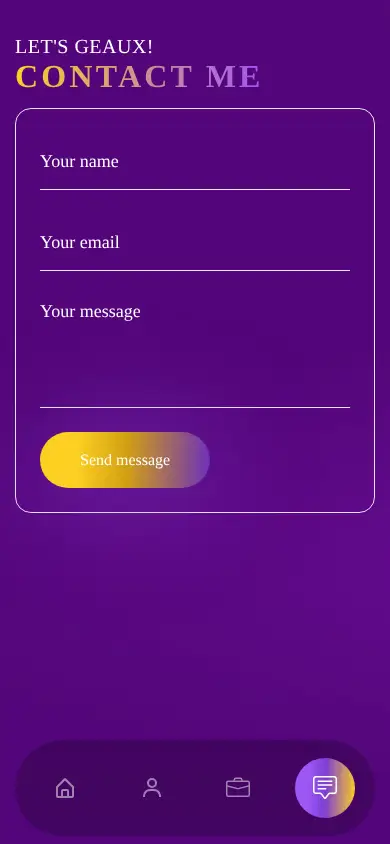 LET'S GEAUX!
CONTACT ME
Your name
Your email
Your message
Send message